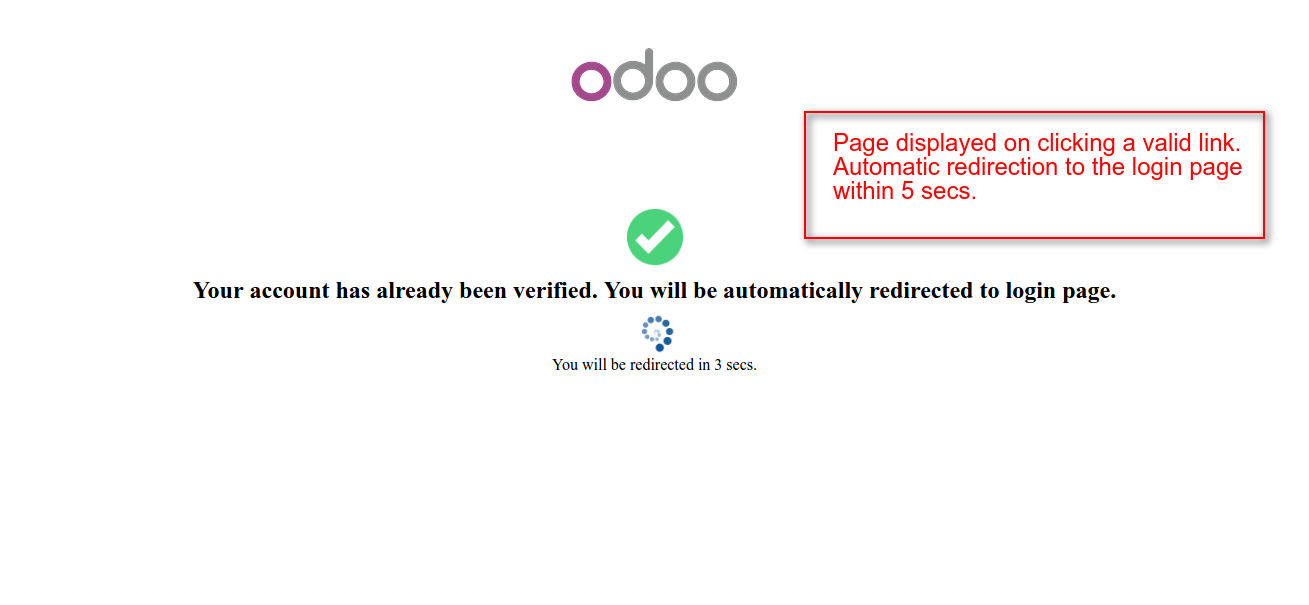 odoo
Page displayed on clicking a valid link.
Automatic redirection to the login page
within 5 secs.
Your account has already been verified. You will be automatically redirected to login page.
You will be redirected in 3 secs.